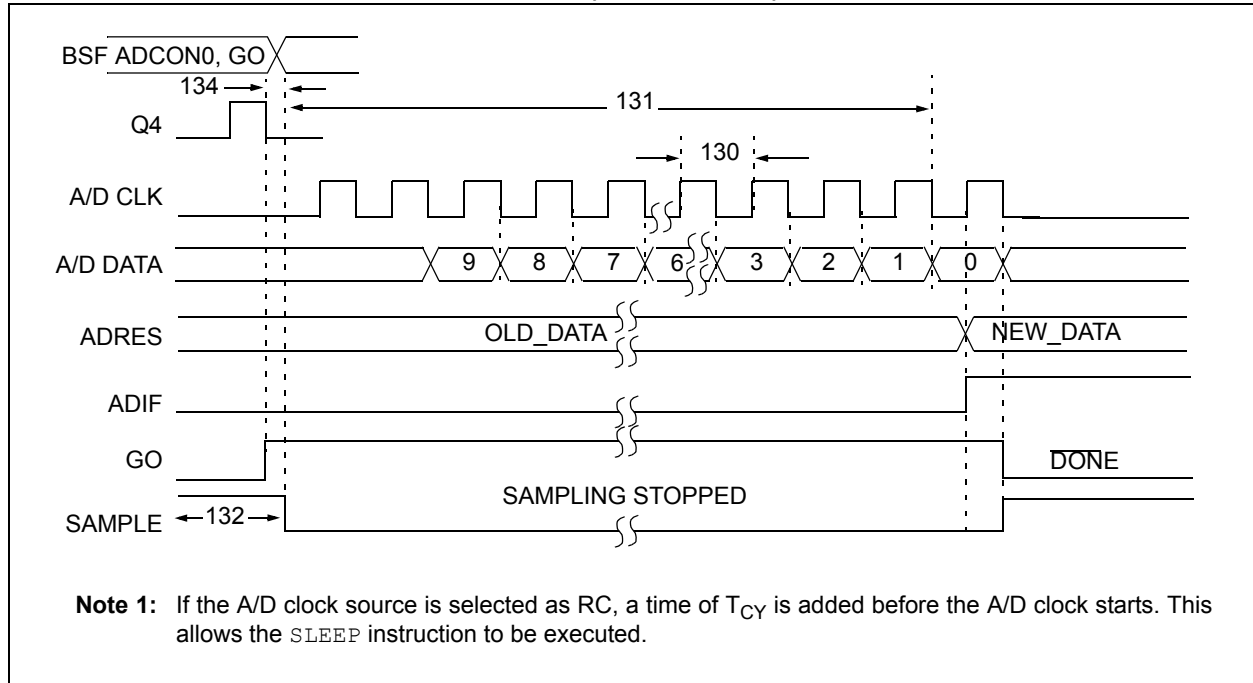 BSF ADCON0, GO
134
131
Q4
130
A/D CLK
A/D DATA 9 8 7 6 3 2 1 0
ADRES OLD_DATA NEW_DATA
ADIF
GO DONE
SAMPLING STOPPED
SAMPLE 132
Note 1: If the A/D clock source is selected as RC, a time of TCY is added before the A/D clock starts. This
allows the SLEEP instruction to be executed.